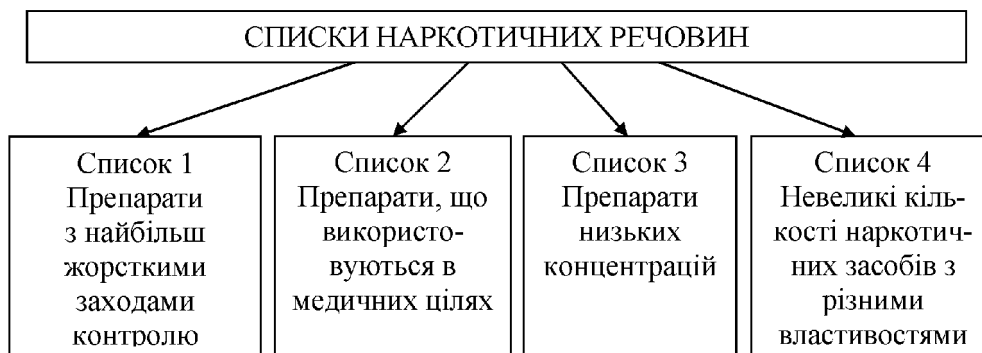 СПИСКИ НАРКОТИЧНИХ РЕЧОВИН
Список 1
Препарати
з найбільш
жорсткими
заходами
контролю
Список 2
Препарати, що
використо-
вуються в
медичних цілях
Список 3
Препарати
низьких
концентрацій
Список 4
Невеликі кіль-
кості наркотич-
них засобів з
різними
властивостями